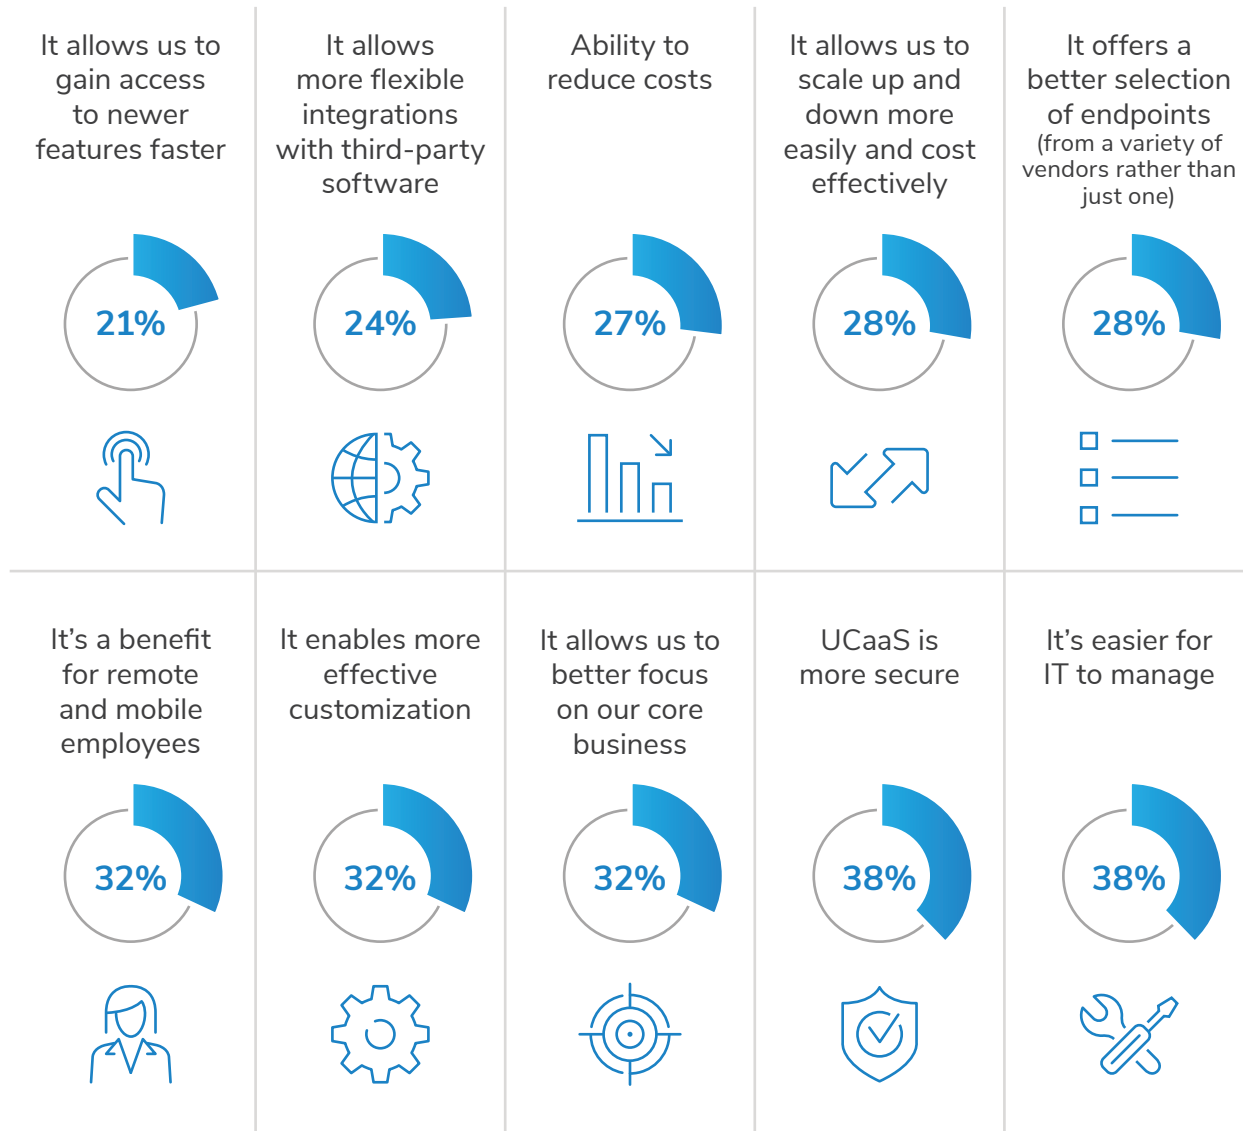 It allows us to
gain access
to newer
features faster
21%
It allows
more flexible
integrations
with third-party
software
24%
Ability to
reduce costs
27%
It allows us to
scale up and
down more
easily and cost
effectively
28%
It offers a
better selection
of endpoints
(from a variety of
vendors rather than
just one)
28%
It’s a benefit
for remote
and mobile
employees
32%
It enables more
effective
customization
32%
It allows us to
better focus
on our core
business
32%
UCaaS is
more secure
38%
It’s easier for
IT to manage
38%